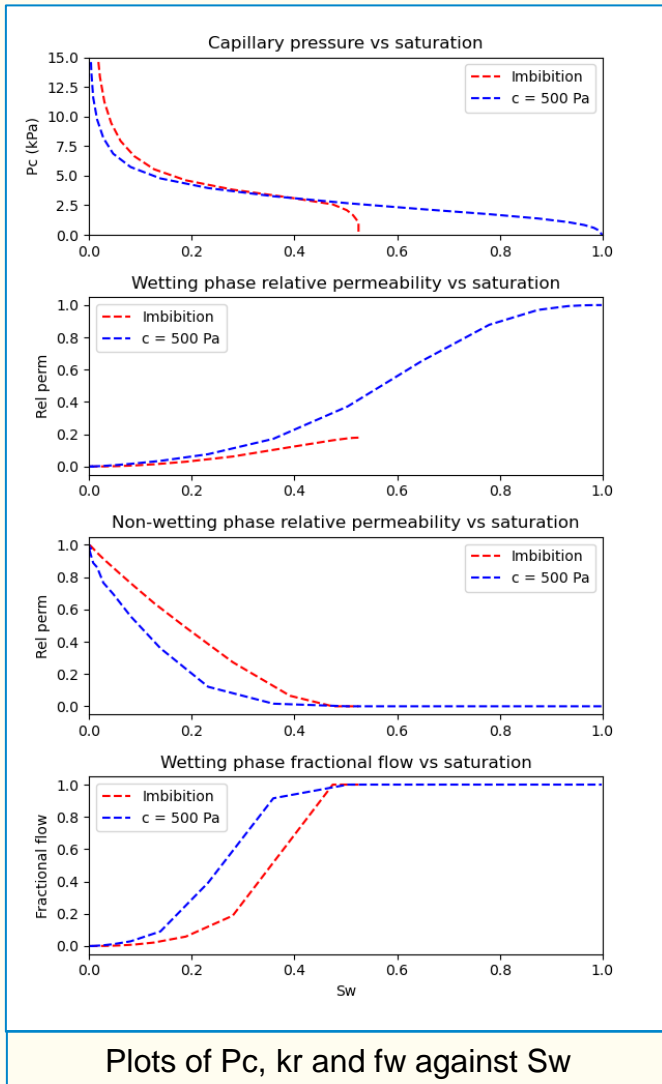 Capillary pressure vs saturation
15.0
12.5
10.0
7.5
5.0
2.5
0.0
Pc (kPa)
Imbibition
c = 500 Pa
0.0 0.2 0.4 0.6 0.8 1.0
Wetting phase relative permeability vs saturation
1.0
0.8
0.6
0.4
0.2
0.0
Rel perm
Imbibition
c = 500 Pa
0.0 0.2 0.4 0.6 0.8 1.0
Non-wetting phase relative permeability vs saturation
1.0
0.8
0.6
0.4
0.2
0.0
Rel perm
Imbibition
c = 500 Pa
0.0 0.2 0.4 0.6 0.8 1.0
Wetting phase fractional flow vs saturation
1.0
0.8
0.6
0.4
0.2
0.0
Fractional flow
Imbibition
c = 500 Pa
0.0 0.2 0.4 0.6 0.8 1.0
Sw
Plots of Pc, kr and fw against Sw